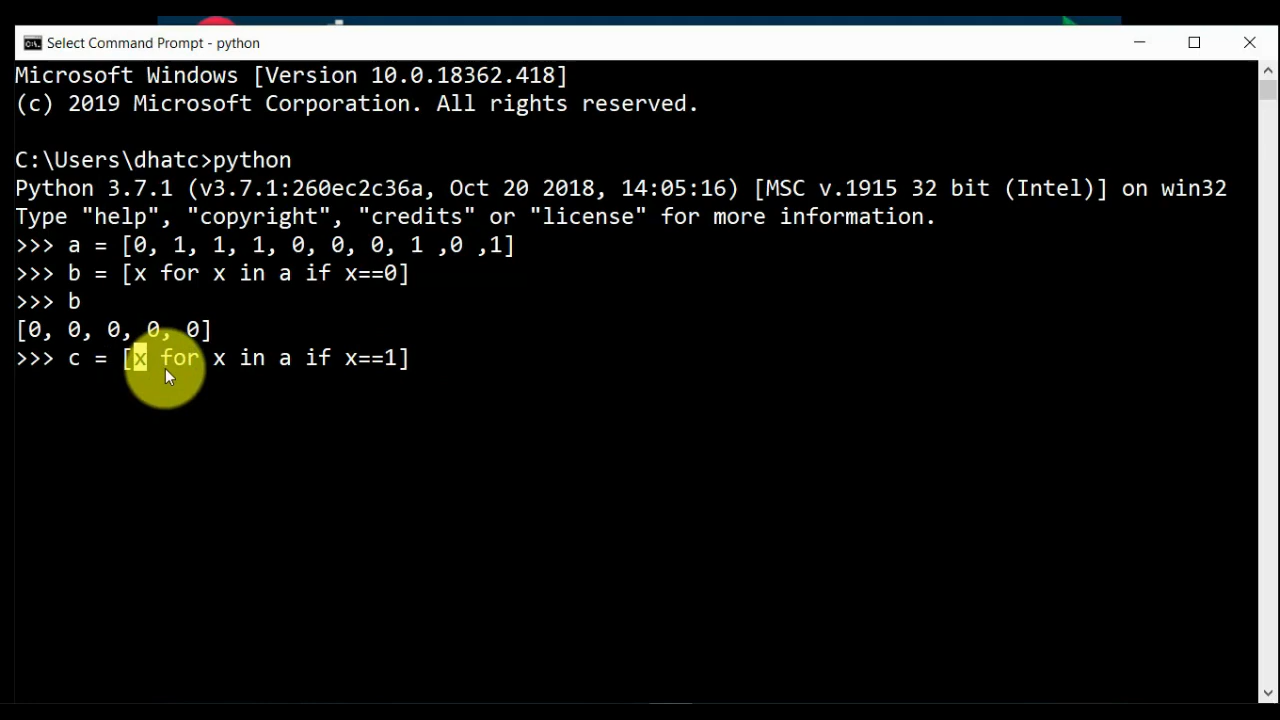 Select Command Prompt - python
Microsoft Windows [Version 10.0.18362.418]
(c) 2019 Microsoft Corporation. All rights reserved.
C:\Users\dhatc>python
Python 3.7.1 (v3.7.1:260ec2c36a, Oct 20 2018, 14:05:16) [MSC v.1915 32 bit (Intel)] on win32
Type "help", "copyright", "credits" or "license" for more information.
>>> a = [0, 1, 1, 1, 0, 0, 0, 1 ,0 ,1]
>>> b = [x for x in a if x==0]
>>> b
[0, 0, 0, 0, 0]
>>> c = [x for x in a if x==1]